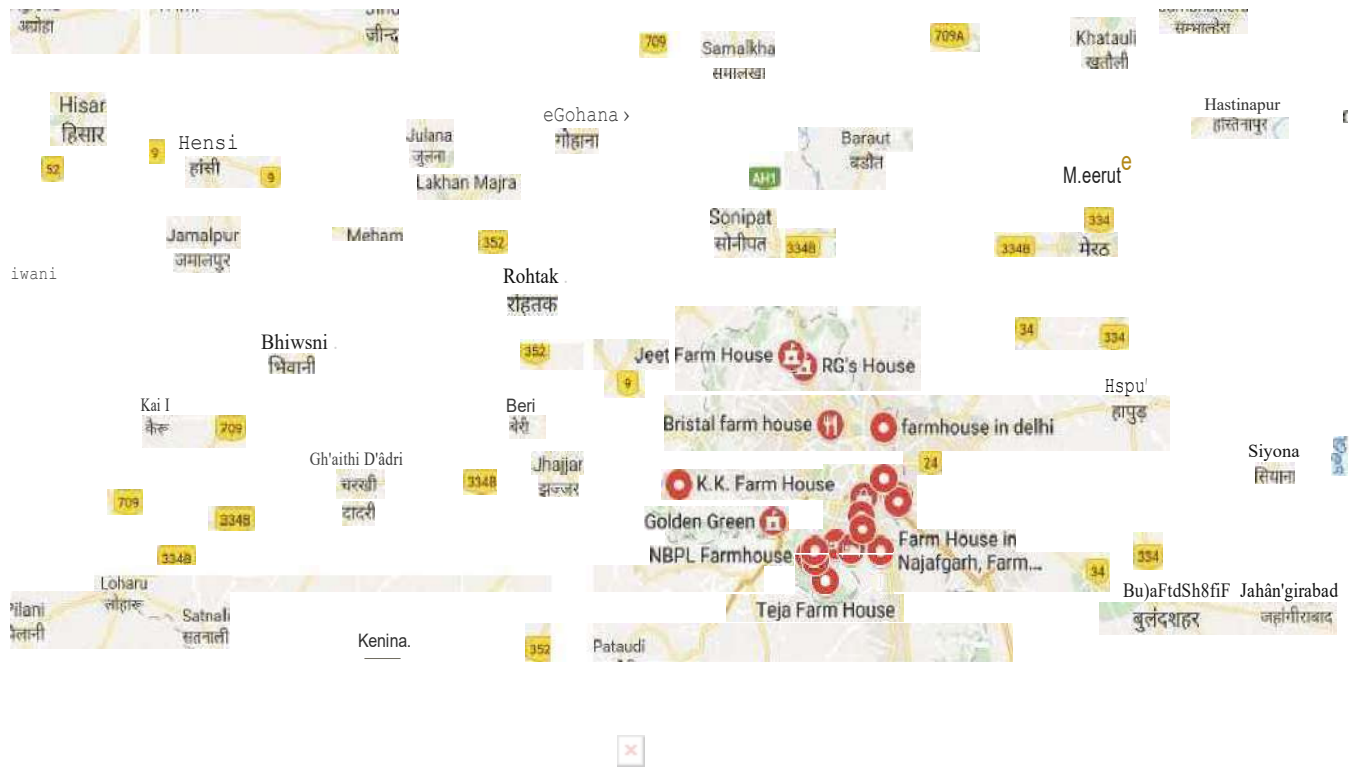 अग्रोहा
जीन्द
709
Samalkha
समालखा
709A
Khatauli
खतौली
सम्भालहेरा
Hisar
हिसार
52
9
Hensi
हांसी
9
Julana
जुलना
Lakhan Majra
eGohana ›
गोहाना
Baraut
बड़ौत
AH1
Hastinapur
हस्तिनापुर
M.eerut e
334
334B
मेरठ
Jamalpur
जमालपुर
Meham
352
Sonipat
सोनीपत
334B
iwani
Rohtak
रोहतक
Bhiwsni
भिवानी
352
9
Jeet Farm House
RG's House
34
334
Kai I
कैरू
709
Beri
बेरी
Bristal farm house
farmhouse in delhi
Hspu'
हापुड़
Gh'aithi D'âdri
चरखी
दादरी
334B
Jhajjar
झज्जर
K.K. Farm House
24
Siyona
सियाना
709
334B
334B
Golden Green
NBPL Farmhouse
Farm House in
Najafgarh, Farm...
34
334
Loharu
लोहारू
Teja Farm House
Bu)aFtdSh8fiF Jahân'girabad
बुलंदशहर
जहांगीराबाद
Pilani
Satnali
सतनाली
Kenina.
352
Pataudi